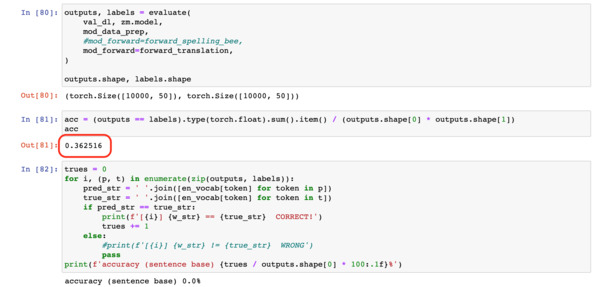 In [80]: outputs, labels = evaluate(
    val_dl, zm.model,
    mod_data_prep,
    #mod_forward=forward_spelling_bee,
    mod_forward=forward_translation,
)
outputs.shape, labels.shape
Out[80]: (torch.Size([10000, 50]), torch.Size([10000, 50]))
In [81]: acc = (outputs == labels).type(torch.float).sum().item() / (outputs.shape[0] * outputs.shape[1])
acc
Out[81]: 0.362516
In [82]: trues = 0
for i, (p, t) in enumerate(zip(outputs, labels)):
    pred_str = ' '.join([en_vocab[token] for token in p])
    true_str = ' '.join([en_vocab[token] for token in t])
    if pred_str == true_str:
        print(f'[{i}] {w_str} == {true_str}  CORRECT!')
        trues += 1
    else:
        #print(f'[{i}] {w_str} != {true_str}  WRONG')
        pass
print(f'accuracy (sentence base) {trues / outputs.shape[0] * 100:.1f}%')
accuracy (sentence base) 0.0%